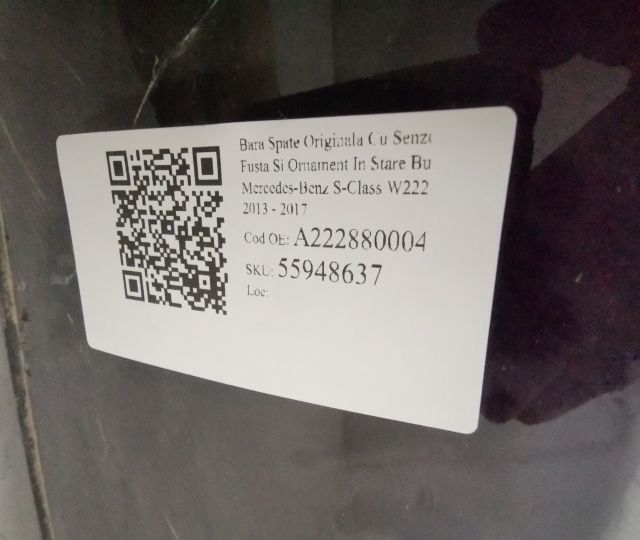 Bara Spate Originala Cu Senzo
Fusta Si Ornament In Stare Bu
Mercedes-Benz S-Class W222
2013 - 2017
Cod OE: A222880004
SKU: 55948637
Loc: